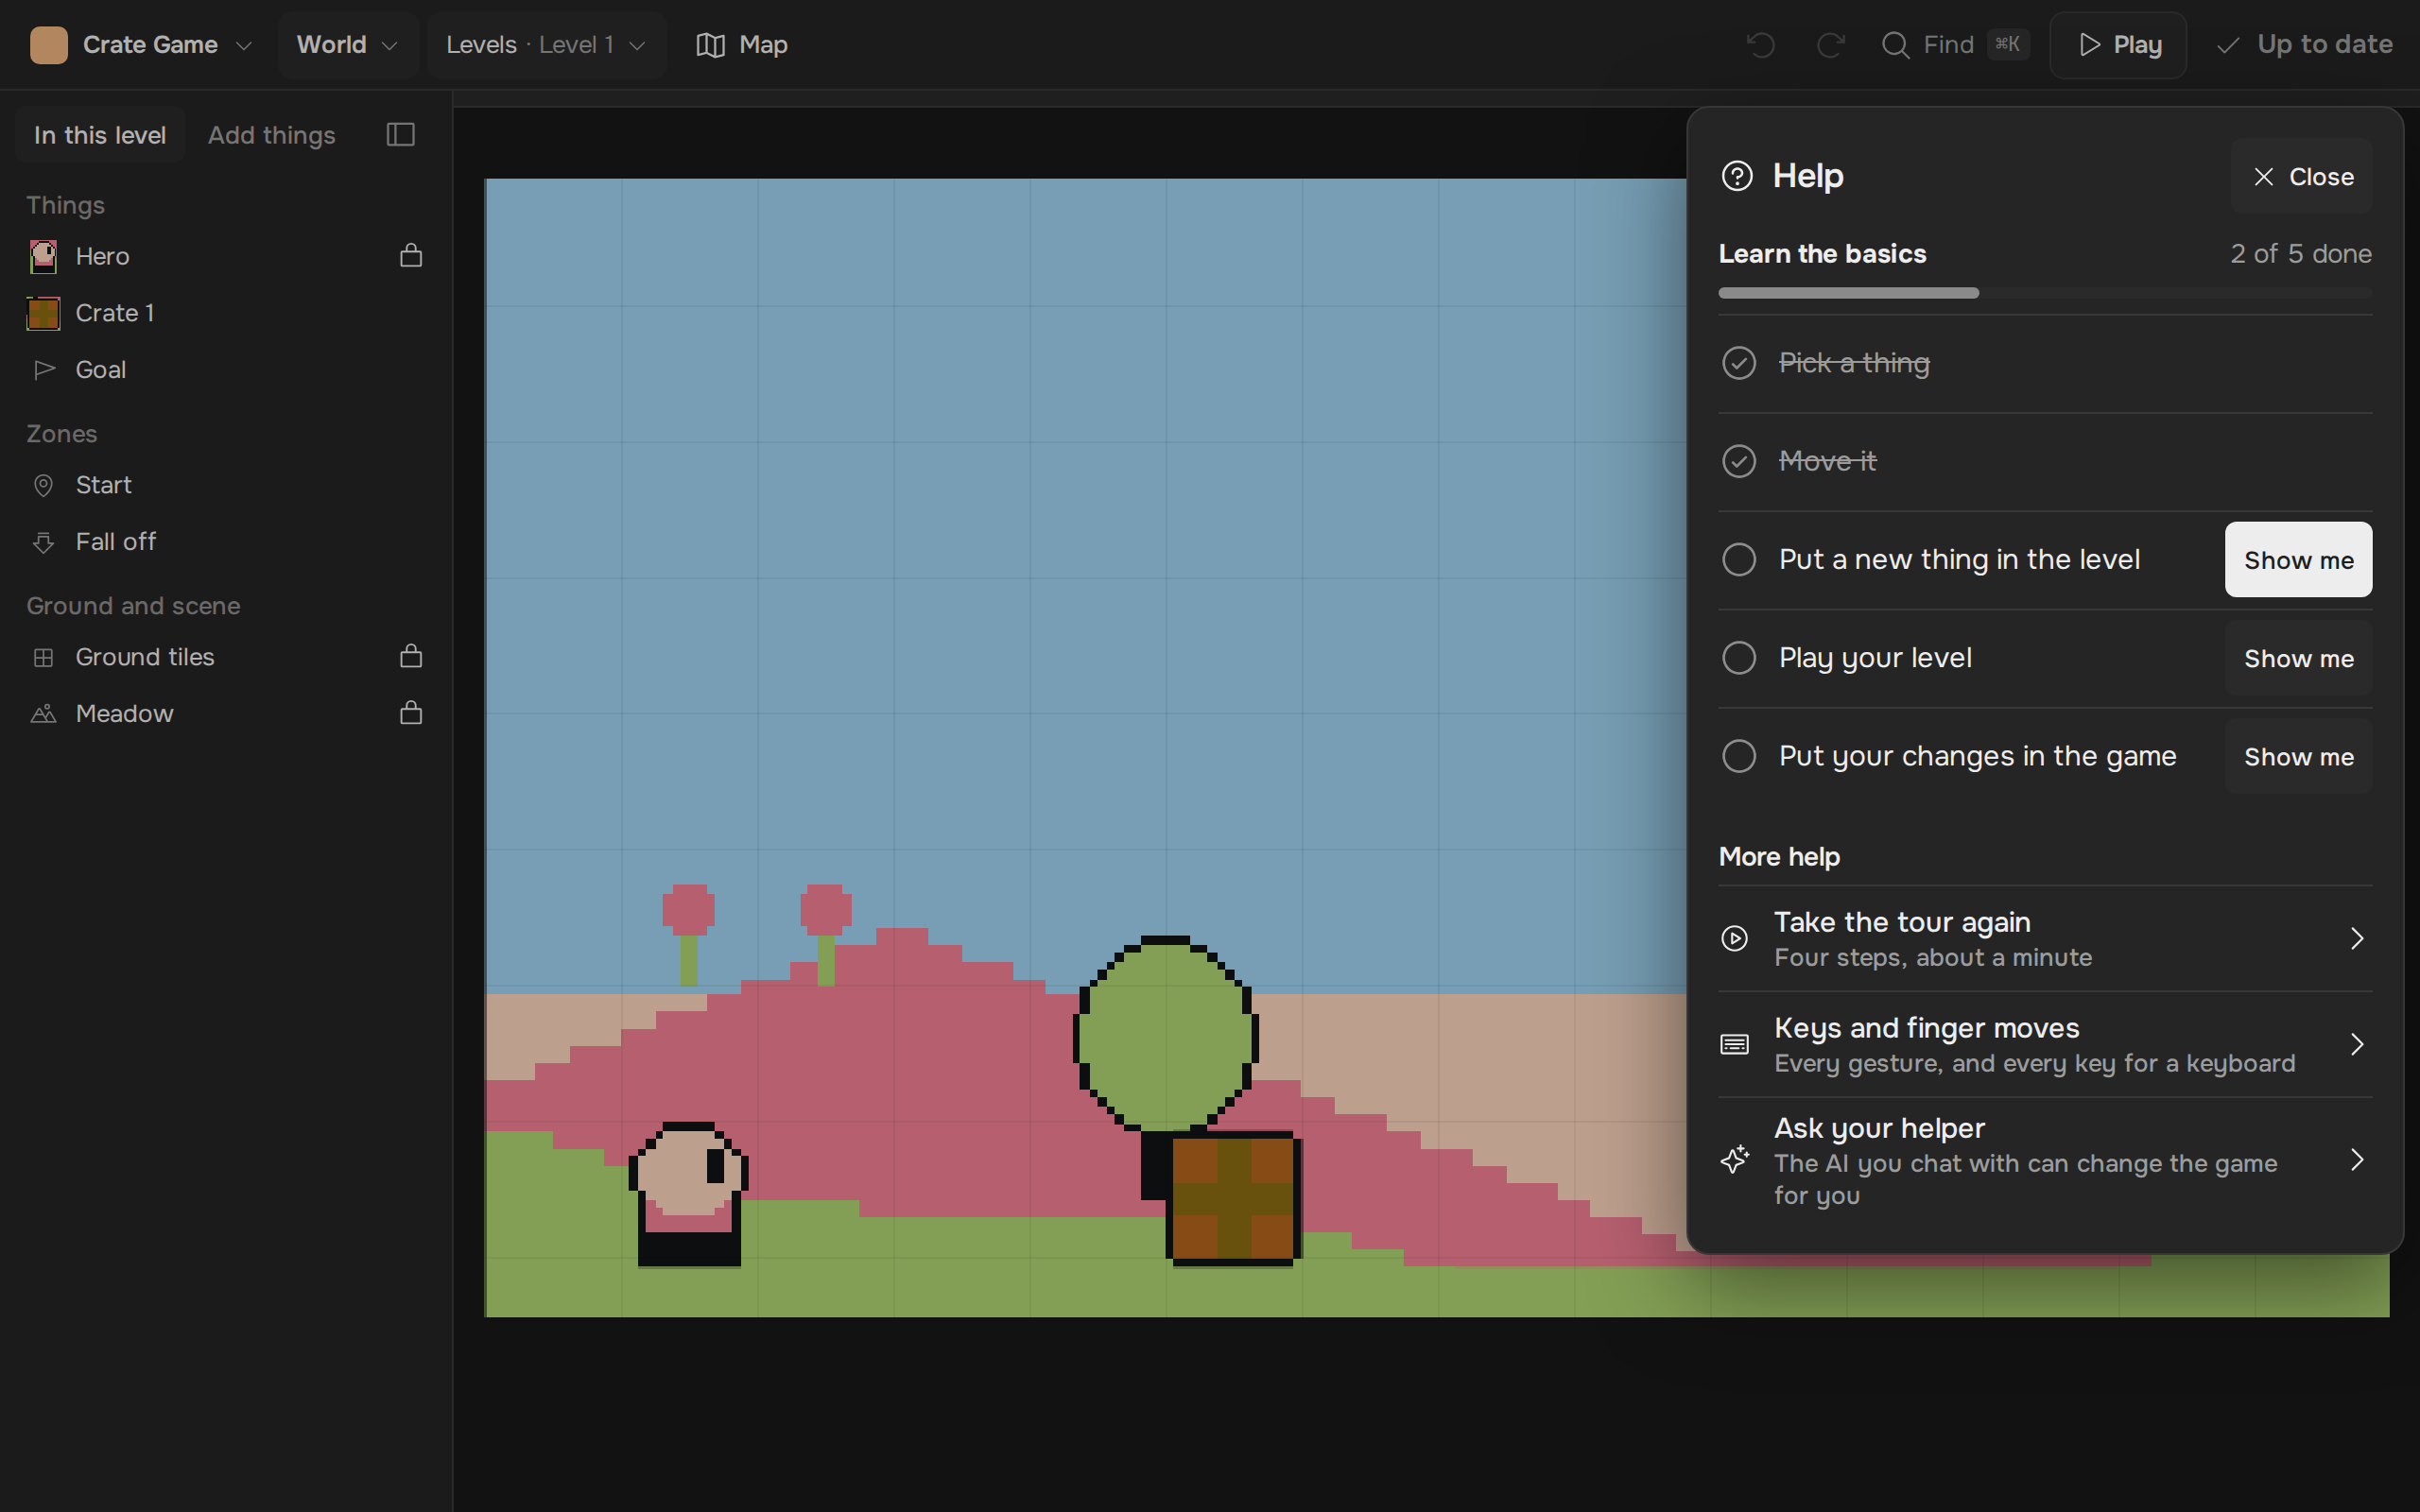 Crate Game
World
Levels · Level 1
Map
Find ⌘K
Play
Up to date
In this level
Add things
Things
Hero
Crate 1
Goal
Zones
Start
Fall off
Ground and scene
Ground tiles
Meadow
Help
Close
Learn the basics
2 of 5 done
Pick a thing
Move it
Put a new thing in the level
Show me
Play your level
Show me
Put your changes in the game
Show me
More help
Take the tour again
Four steps, about a minute
Keys and finger moves
Every gesture, and every key for a keyboard
Ask your helper
The AI you chat with can change the game
for you